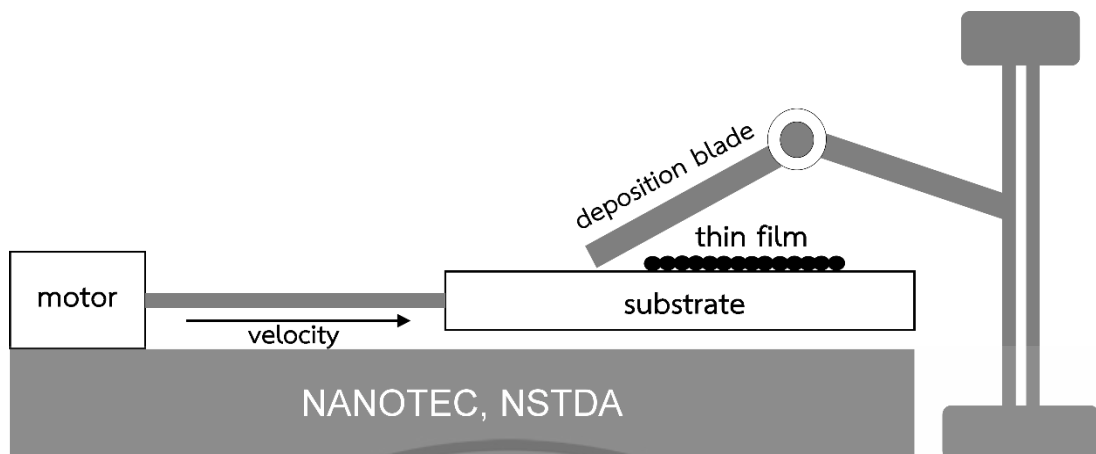 deposition blade
thin film
motor
substrate
velocity
NANOTEC, NSTDA